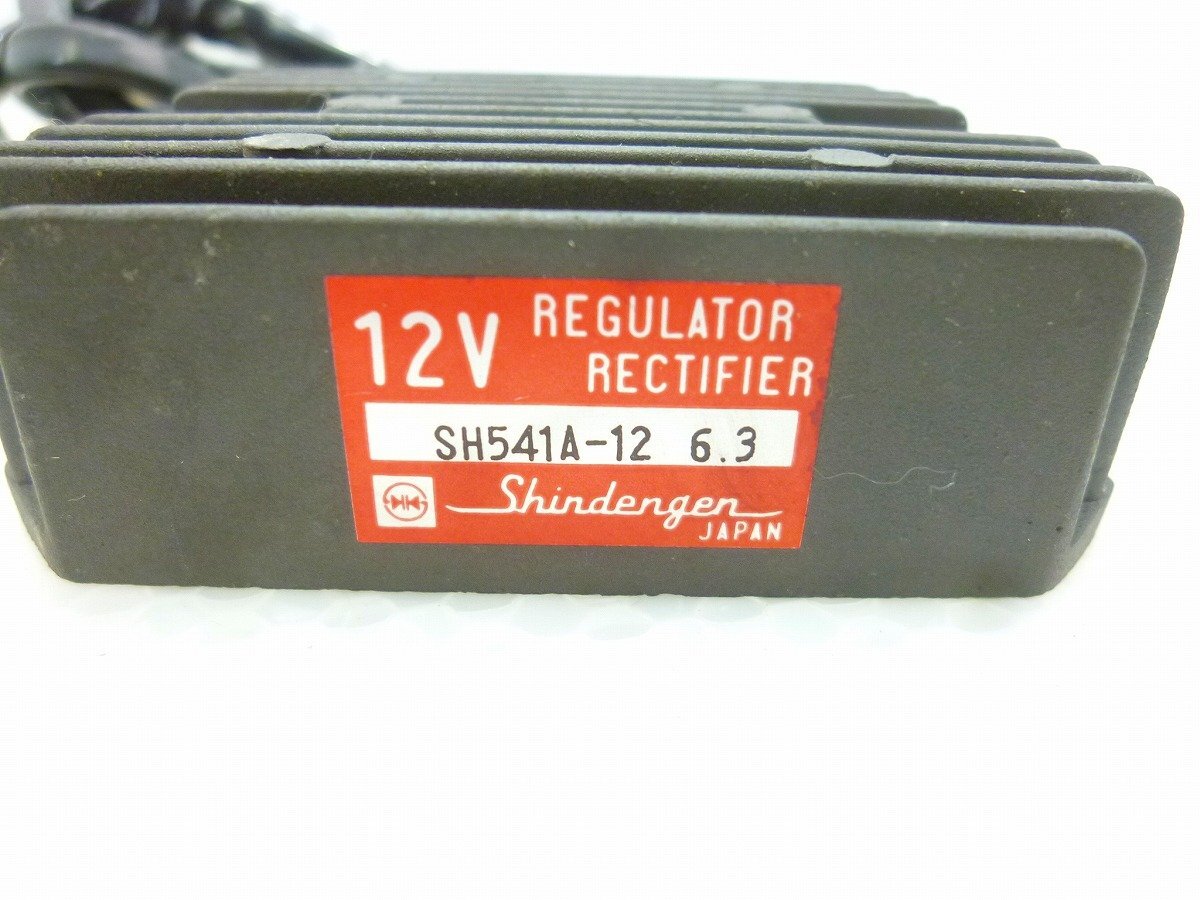 12V REGULATOR
RECTIFIER
SH541A-12 6.3
Shindengen
JAPAN